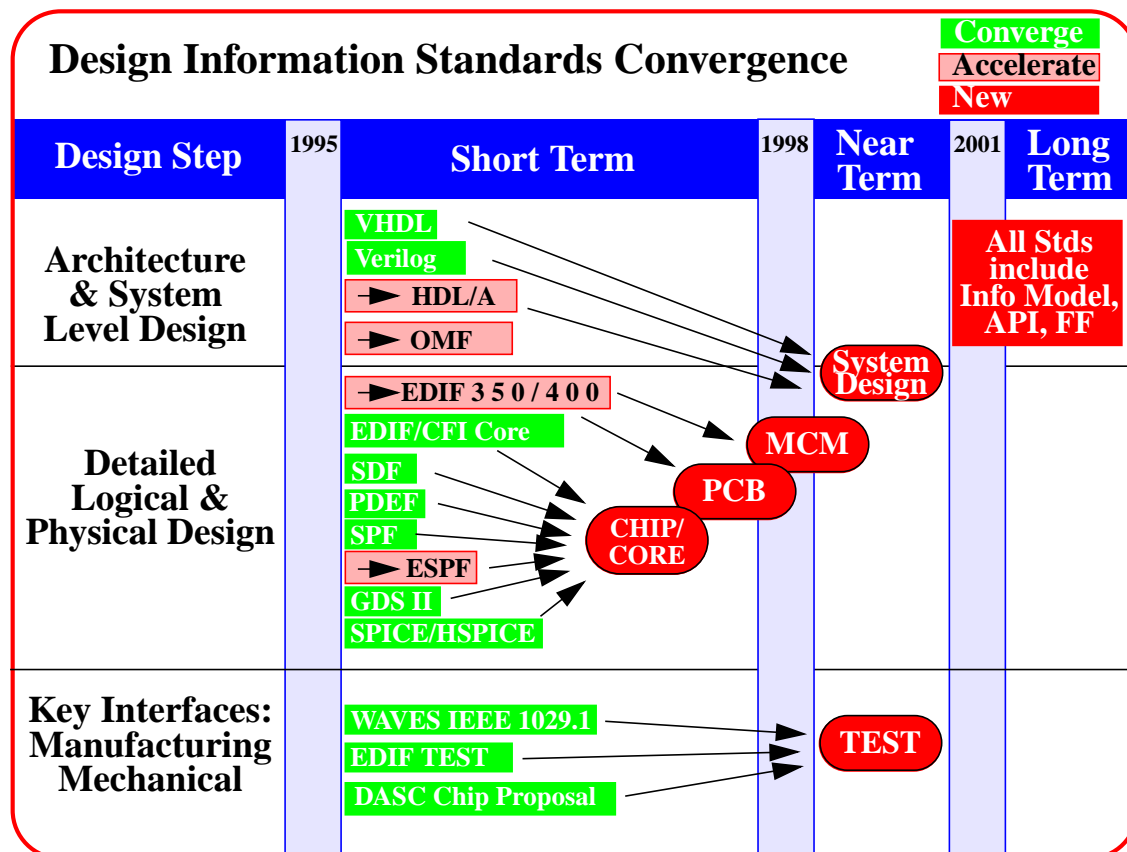 Design Information Standards Convergence
Converge
Accelerate
New
Design Step
1995
Short Term
1998
Near
Term
2001
Long
Term
Architecture
& System
Level Design
VHDL
Verilog
HDL/A
OMF
System
Design
All Stds
include
Info Model,
API, FF
Detailed
Logical &
Physical Design
EDIF 3 5 0 / 4 0 0
EDIF/CFI Core
SDF
PDEF
SPF
ESPF
GDS II
SPICE/HSPICE
MCM
PCB
CHIP/
CORE
Key Interfaces:
Manufacturing
Mechanical
WAVES IEEE 1029.1
EDIF TEST
DASC Chip Proposal
TEST